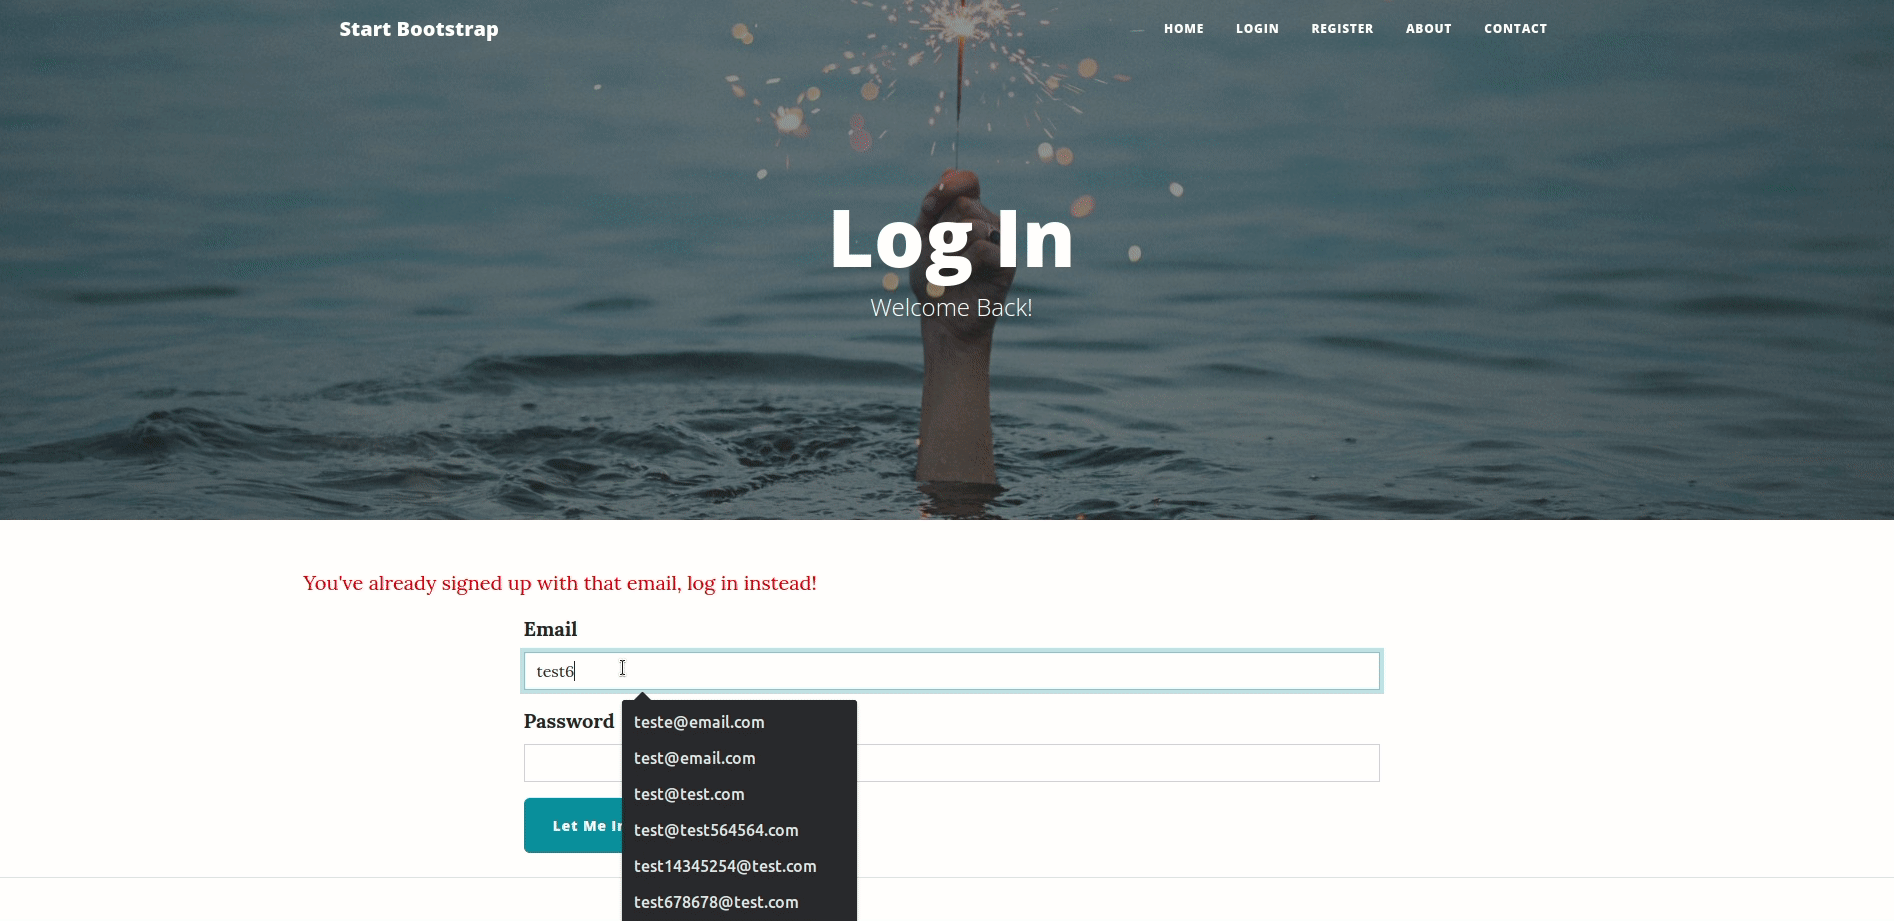 Start Bootstrap
HOME LOGIN REGISTER ABOUT CONTACT
Log In
Welcome Back!
You've already signed up with that email, log in instead!
Email
test6
Password
teste@email.com
test@email.com
test@test.com
test@test564564.com
Let Me In
test14345254@test.com
test678678@test.com